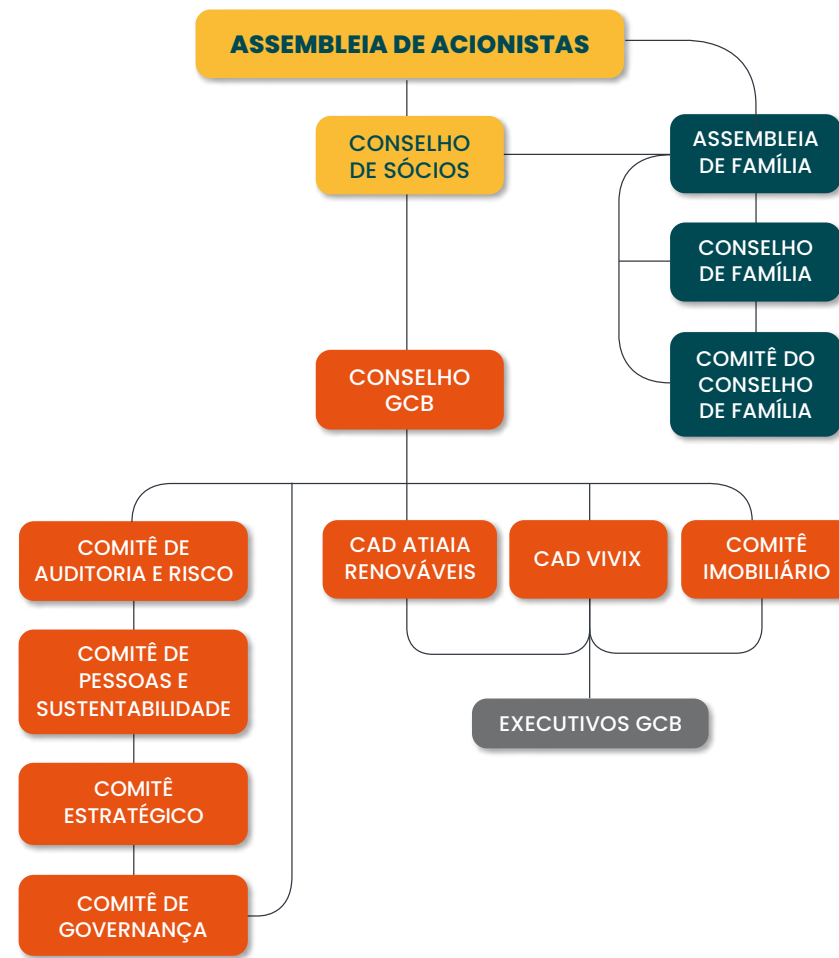 ASSEMBLEIA DE ACIONISTAS
CONSELHO
DE SÓCIOS
ASSEMBLEIA
DE FAMÍLIA
CONSELHO
DE FAMÍLIA
COMITÊ DO
CONSELHO
DE FAMÍLIA
CONSELHO
GCB
COMITÊ DE
AUDITORIA E RISCO
CAD ATIAIA
RENOVÁVEIS
CAD VIVIX
COMITÊ
IMOBILIÁRIO
COMITÊ DE
PESSOAS E
SUSTENTABILIDADE
EXECUTIVOS GCB
COMITÊ
ESTRATÉGICO
COMITÊ DE
GOVERNANÇA